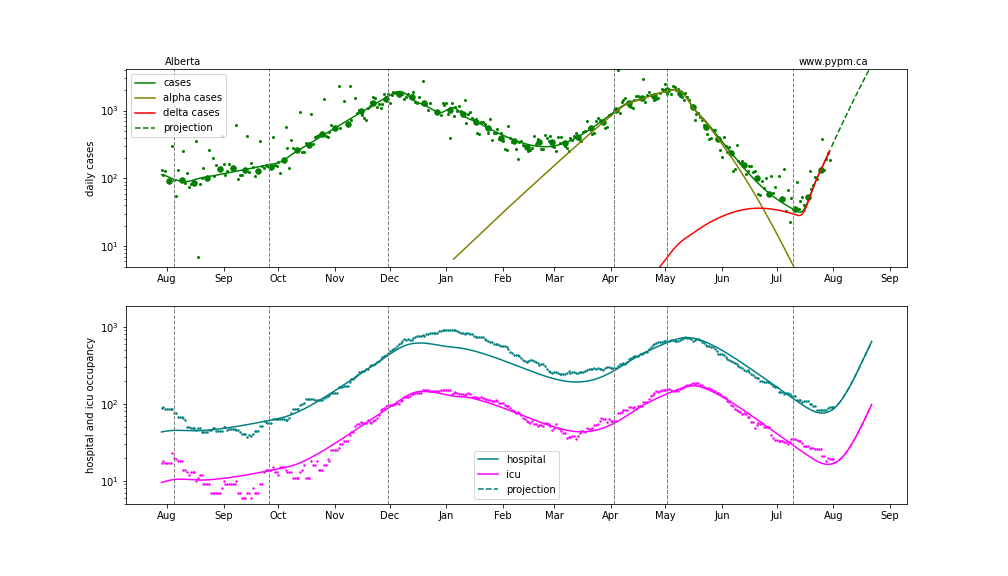 Alberta www.pypm.ca
cases
alpha cases
delta cases
projection
daily cases
10³
10²
10¹
Aug Sep Oct Nov Dec Jan Feb Mar Apr May Jun Jul Aug Sep
hospital and icu occupancy
10³
10²
10¹
hospital
icu
projection
Aug Sep Oct Nov Dec Jan Feb Mar Apr May Jun Jul Aug Sep